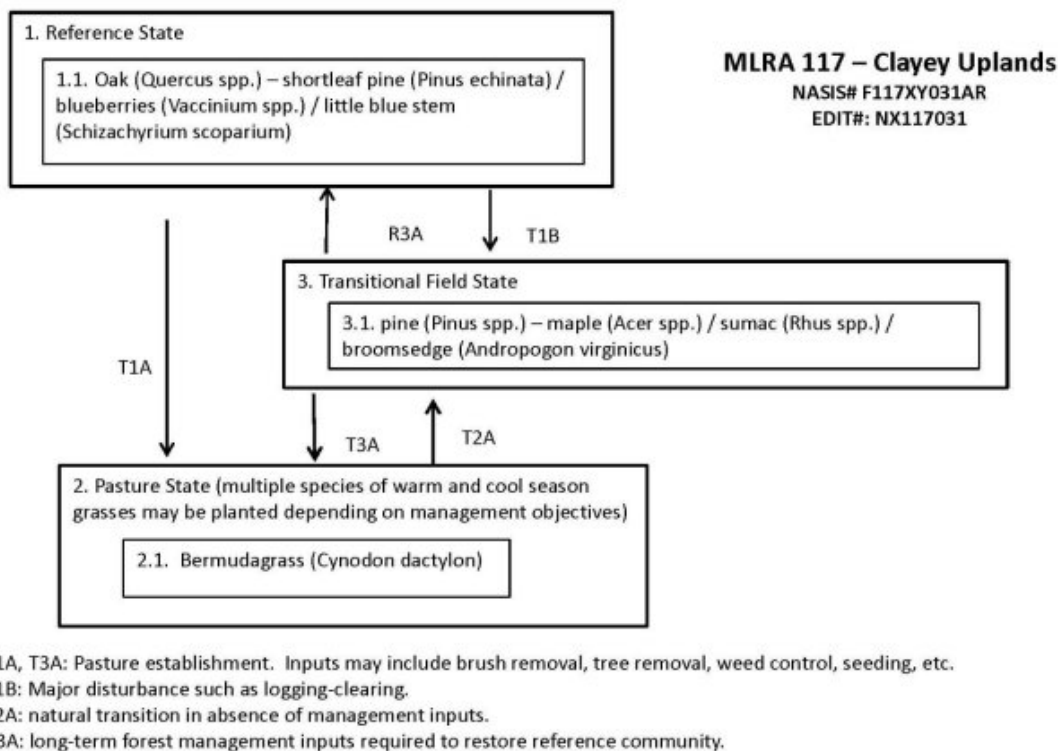 1. Reference State
1.1. Oak (Quercus spp.) – shortleaf pine (Pinus echinata) /
blueberries (Vaccinium spp.) / little blue stem
(Schizachyrium scoparium)
MLRA 117 – Clayey Uplands
NASIS# F117XY031AR
EDIT#: NX117031
R3A
T1B
3. Transitional Field State
3.1. pine (Pinus spp.) – maple (Acer spp.) / sumac (Rhus spp.) /
broomsedge (Andropogon virginicus)
T1A
T3A
T2A
2. Pasture State (multiple species of warm and cool season
grasses may be planted depending on management objectives)
2.1. Bermudagrass (Cynodon dactylon)
1A, T3A: Pasture establishment. Inputs may include brush removal, tree removal, weed control, seeding, etc.
1B: Major disturbance such as logging-clearing.
2A: natural transition in absence of management inputs.
3A: long-term forest management inputs required to restore reference community.